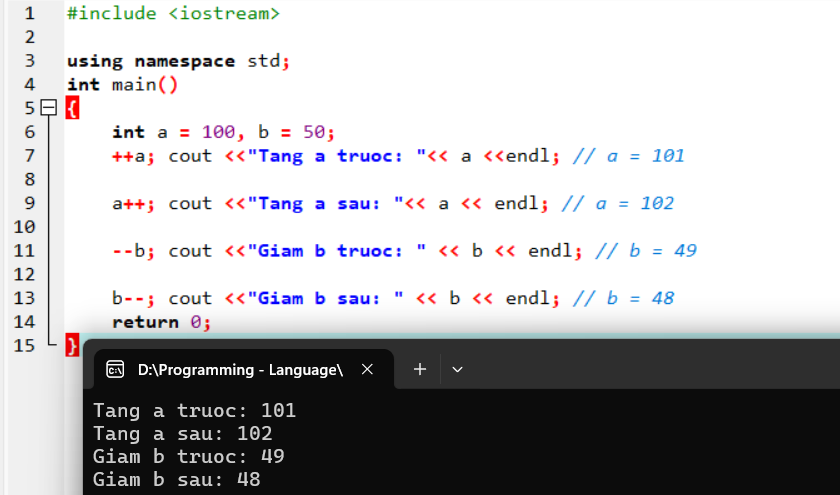 1 #include <iostream>
2
3 using namespace std;
4 int main()
5 {
6 int a = 100, b = 50;
7 ++a; cout <<"Tang a truoc: "<< a <<endl; // a = 101
8
9 a++; cout <<"Tang a sau: "<< a << endl; // a = 102
10
11 --b; cout <<"Giam b truoc: " << b << endl; // b = 49
12
13 b--; cout <<"Giam b sau: " << b << endl; // b = 48
14 return 0;
15 }
D:\Programming - Language\
Tang a truoc: 101
Tang a sau: 102
Giam b truoc: 49
Giam b sau: 48